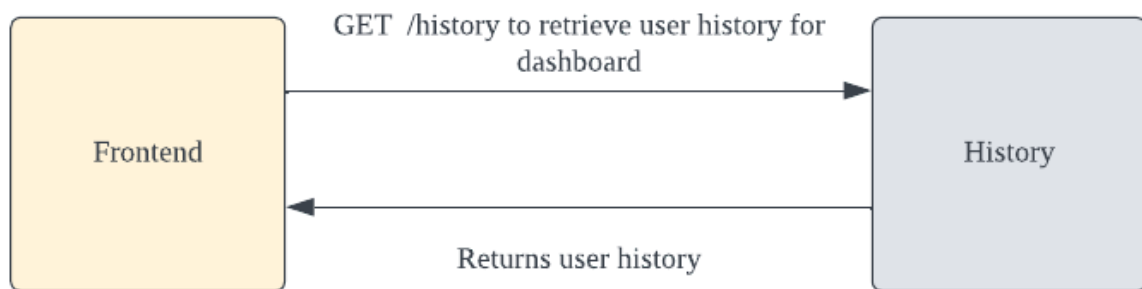 GET  /history to retrieve user history for
dashboard
Frontend
History
Returns user history